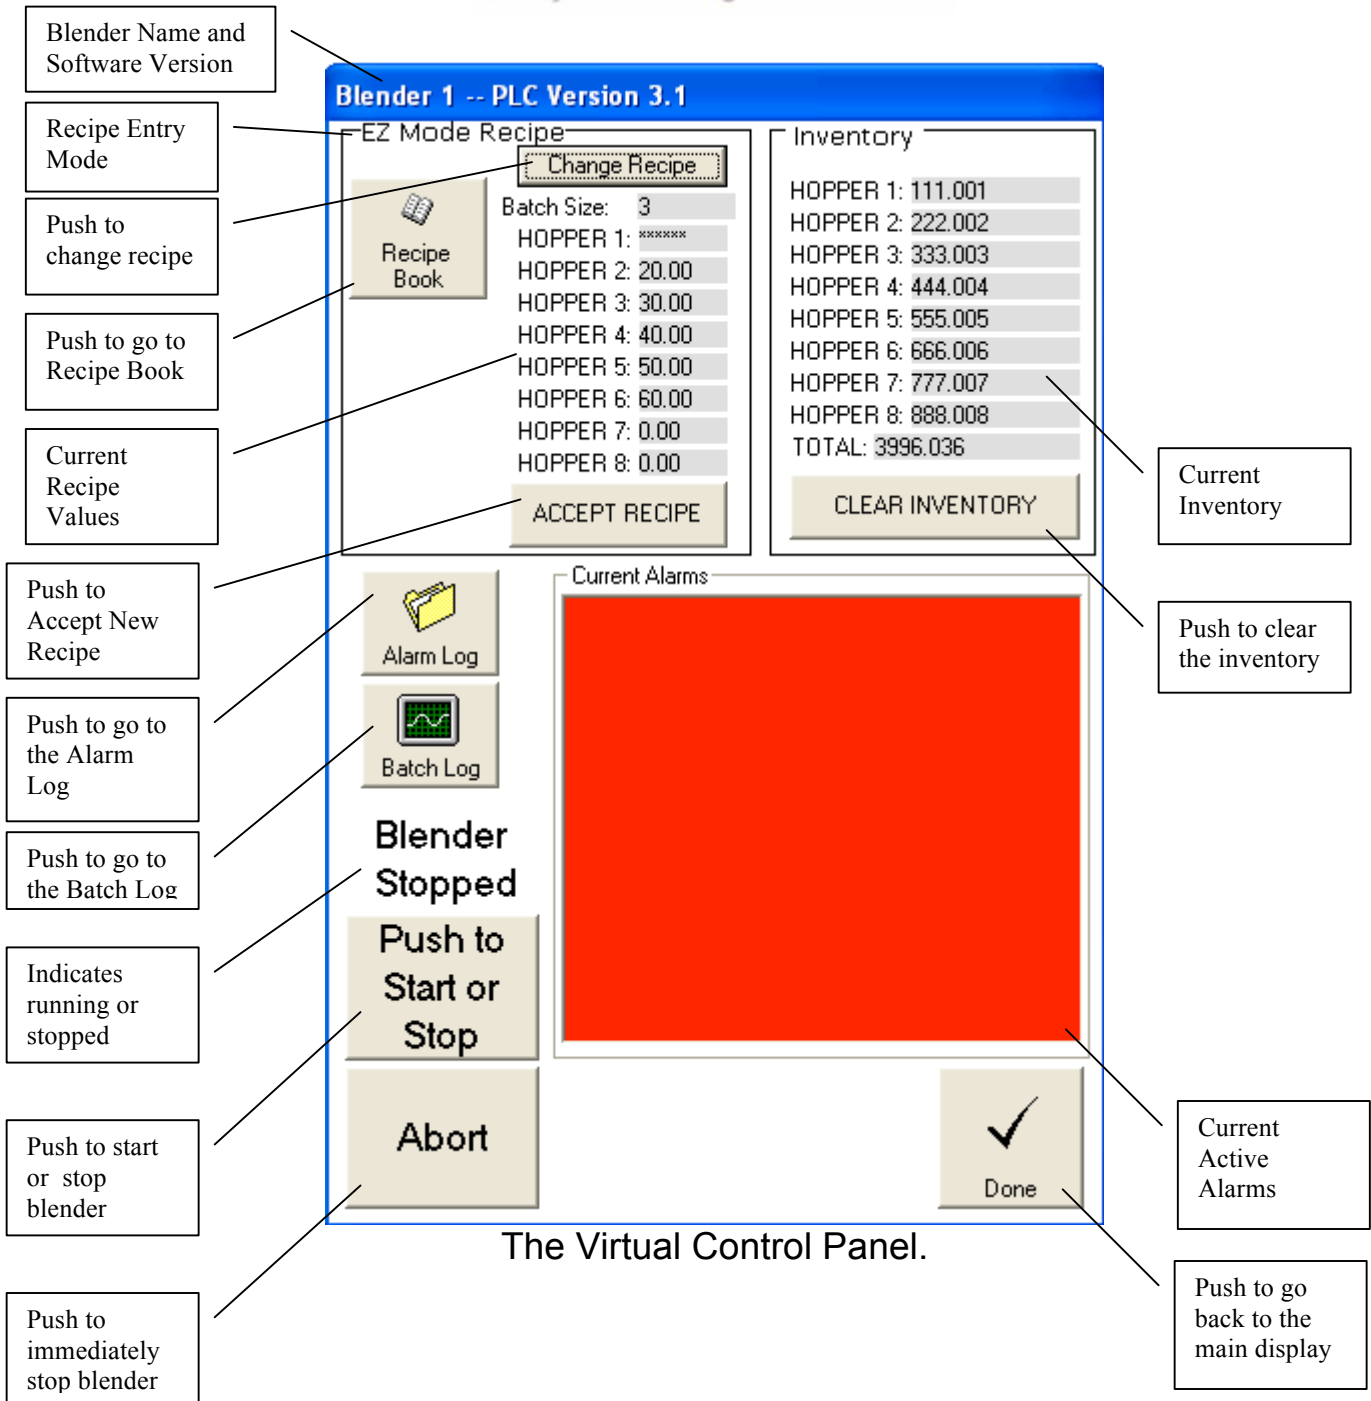 Blender Name and
Software Version
Recipe Entry
Mode
Push to
change recipe
Push to go to
Recipe Book
Current
Recipe
Values
Push to
Accept New
Recipe
Push to go to
the Alarm
Log
Push to go to
the Batch Log
Indicates
running or
stopped
Push to start
or stop
blender
Push to
immediately
stop blender
Blender 1 -- PLC Version 3.1
EZ Mode Recipe
Change Recipe
Recipe
Book
Batch Size: 3
HOPPER 1: ******
HOPPER 2: 20.00
HOPPER 3: 30.00
HOPPER 4: 40.00
HOPPER 5: 50.00
HOPPER 6: 60.00
HOPPER 7: 0.00
HOPPER 8: 0.00
ACCEPT RECIPE
Inventory
HOPPER 1: 111.001
HOPPER 2: 222.002
HOPPER 3: 333.003
HOPPER 4: 444.004
HOPPER 5: 555.005
HOPPER 6: 666.006
HOPPER 7: 777.007
HOPPER 8: 888.008
TOTAL: 3996.036
CLEAR INVENTORY
Alarm Log
Batch Log
Current Alarms
Blender
Stopped
Push to
Start or
Stop
Abort
Done
Current
Inventory
Push to clear
the inventory
Current
Active
Alarms
Push to go
back to the
main display
The Virtual Control Panel.